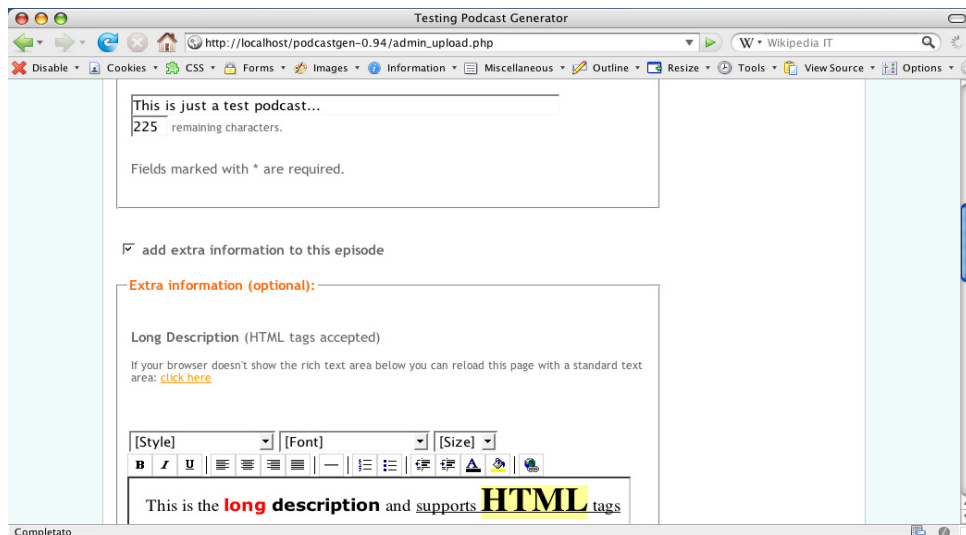 Testing Podcast Generator
http://localhost/podcastgen-0.94/admin_upload.php
W Wikipedia IT
Disable Cookies CSS Forms Images Information Miscellaneous Outline Resize Tools View Source Options
This is just a test podcast...
225 remaining characters.
Fields marked with * are required.
add extra information to this episode
Extra information (optional):
Long Description (HTML tags accepted)
If your browser doesn't show the rich text area below you can reload this page with a standard text
area: click here
[Style] [Font] [Size]
B I U A
This is the long description and supports HTML tags
Completato